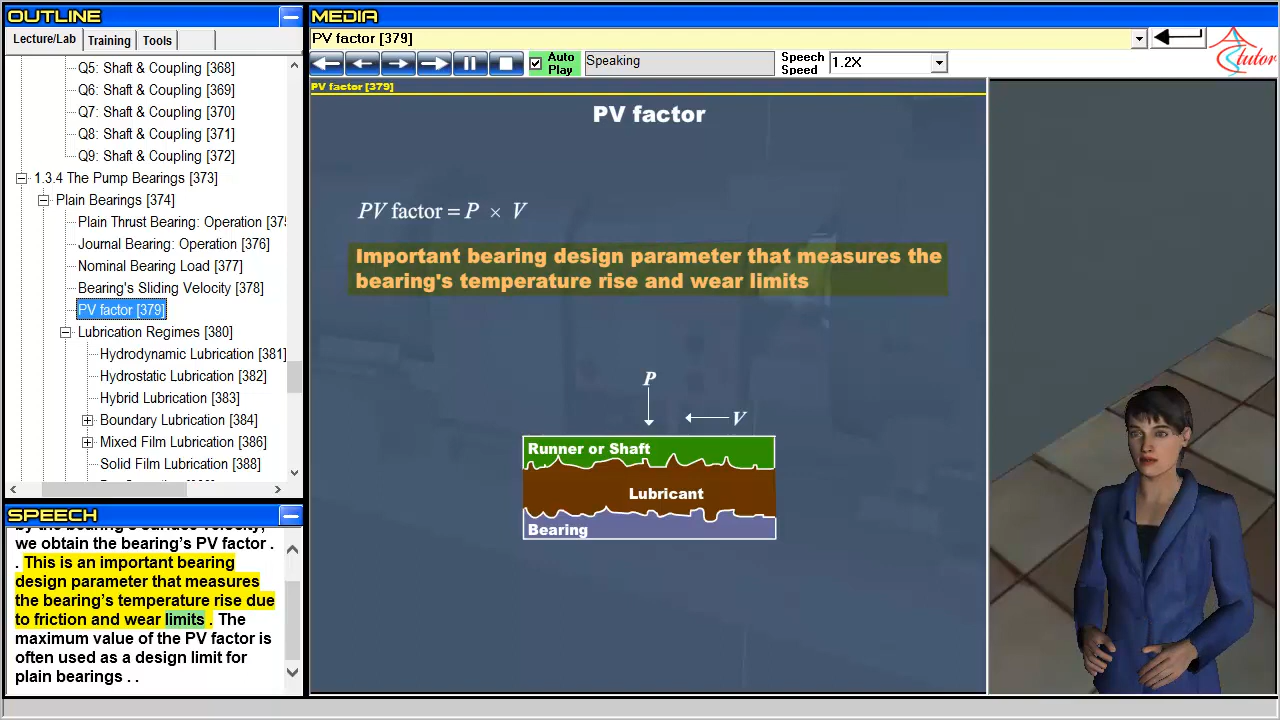 OUTLINE
Lecture/Lab Training Tools
Q5: Shaft & Coupling [368]
Q6: Shaft & Coupling [369]
Q7: Shaft & Coupling [370]
Q8: Shaft & Coupling [371]
Q9: Shaft & Coupling [372]
1.3.4 The Pump Bearings [373]
Plain Bearings [374]
Plain Thrust Bearing: Operation [375
Journal Bearing: Operation [376]
Nominal Bearing Load [377]
Bearing's Sliding Velocity [378]
PV factor [379]
Lubrication Regimes [380]
Hydrodynamic Lubrication [381]
Hydrostatic Lubrication [382]
Hybrid Lubrication [383]
Boundary Lubrication [384]
Mixed Film Lubrication [386]
Solid Film Lubrication [388]
SPEECH
by the bearing's surface velocity,
we obtain the bearing's PV factor .
. This is an important bearing
design parameter that measures
the bearing's temperature rise due
to friction and wear limits . The
maximum value of the PV factor is
often used as a design limit for
plain bearings . .
MEDIA
PV factor [379]
Auto Play
Speaking
Speech Speed
1.2X
tutor
PV factor [379]
PV factor
PV factor = P × V
Important bearing design parameter that measures the
bearing's temperature rise and wear limits
P
V
Runner or Shaft
Lubricant
Bearing